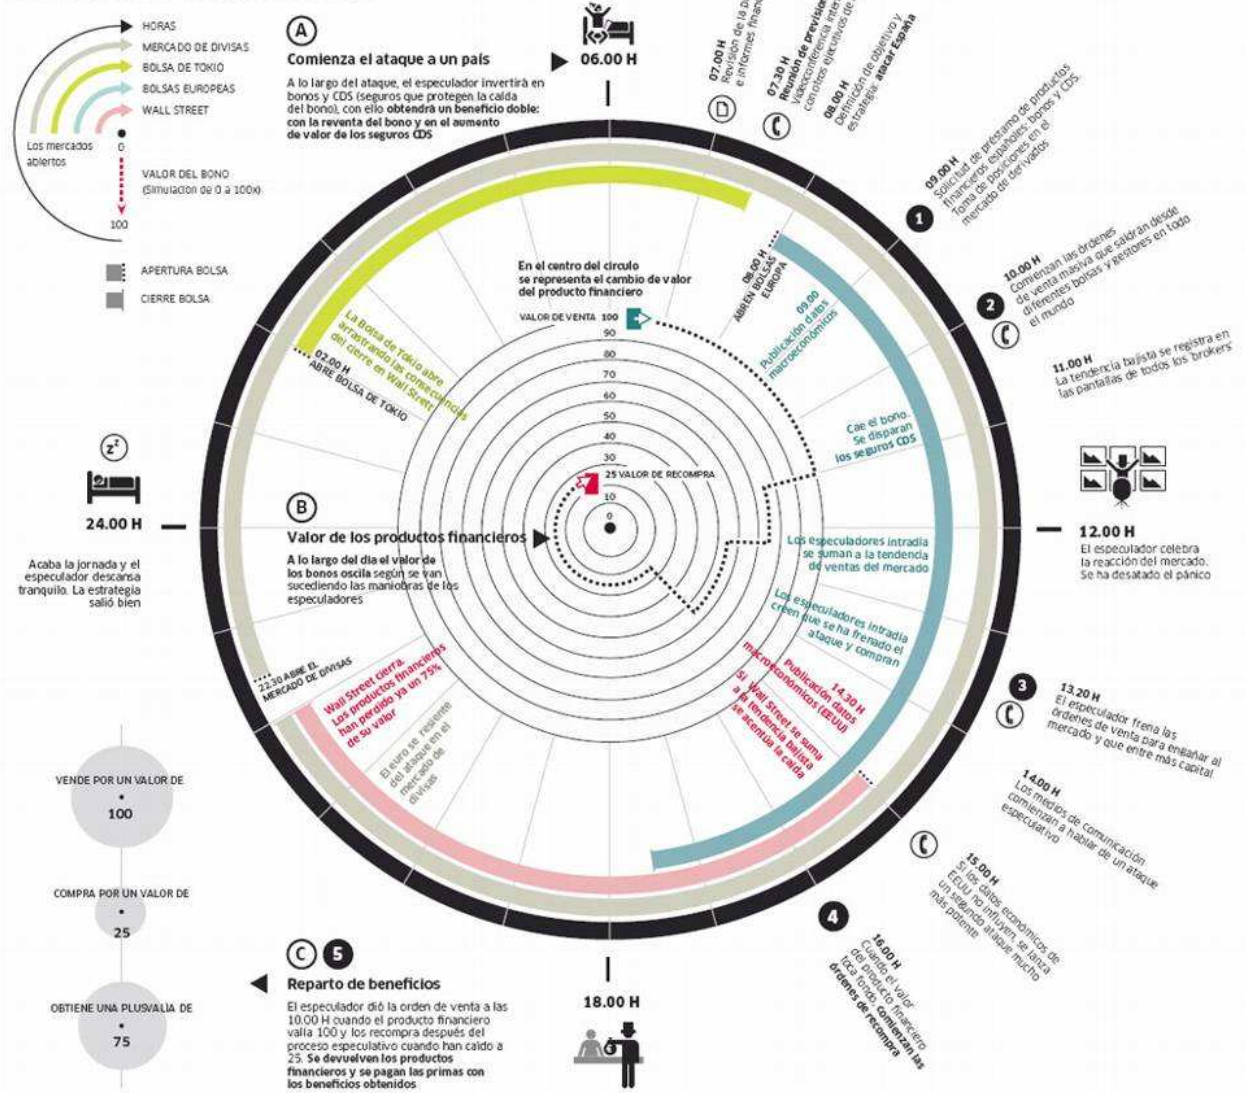 HORAS
MERCADO DE DIVISAS
BOLSA DE TOKIO
BOLSAS EUROPEAS
WALL STREET
Los mercados
abiertos
0
VALOR DEL BONO
(Simulación de 0 a 100x)
100
APERTURA BOLSA
CIERRE BOLSA
A
Comienza el ataque a un país
A lo largo del ataque, el especulador invertirá en
bonos y CDS (seguros que protegen la caída
del bono), con ello obtendrá un beneficio doble:
con la reventa del bono y en el aumento
de valor de los seguros CDS
06.00 H
07.00 H
Revisión de la
e informes
07.30 H
Reunión de
Videoconferencia
con otros ejecutivos de
08.00 H
Definición de objetivo y
estrategia: atacar España
1
09.00 H
Solicitud de préstamo de productos
financieros españoles: bonos y CDS.
Toma de posiciones en el
mercado de derivados
2
10.00 H
Comienzan las órdenes
de venta masiva que saldrán desde
diferentes bolsas y gestores en todo
el mundo
11.00 H
La tendencia bajista se registra en
las pantallas de todos los 'brokers'
12.00 H
El especulador celebra
la reacción del mercado.
Se ha desatado el pánico
3
13,20 H
El especulador frena las
órdenes de venta para engañar al
mercado y que entre más capital
14.00 H
Los medios de comunicación
comienzan a hablar de un ataque
especulativo
15.00 H
Si los datos económicos de
EEUU no influyen, se lanza
un segundo ataque mucho
más potente
4
16.00 H
Cuando el valor
del producto financiero
toca fondo, comienzan las
órdenes de recompra
18.00 H
C 5
Reparto de beneficios
El especulador dió la orden de venta a las
10.00 H cuando el producto financiero
valía 100 y los recompra después del
proceso especulativo cuando han caído a
25. Se devuelven los productos
financieros y se pagan las primas con
los beneficios obtenidos
VENDE POR UN VALOR DE
100
COMPRA POR UN VALOR DE
25
OBTIENE UNA PLUSVALÍA DE
75
zz
24.00 H
Acaba la jornada y el
especulador descansa
tranquilo. La estrategia
salió bien
En el centro del círculo
se representa el cambio de valor
del producto financiero
VALOR DE VENTA 100
90
80
70
60
50
40
30
25 VALOR DE RECOMPRA
10
0
B
Valor de los productos financieros
A lo largo del día el valor de
los bonos oscila según se van
sucediendo las maniobras de los
especuladores
La Bolsa de Tokio abre
arrastrando las consecuencias
del cierre en Wall Strett
02.00 H
ABRE BOLSA DE TOKIO
08.00 H
ABREN BOLSAS
EUROPA
09.00
Publicación datos
macroeconómicos
Cae el bono.
Se disparan
los seguros CDS
Los especuladores intradía
se suman a la tendencia
de ventas del mercado
Los especuladores intradía
creen que se ha frenado el
ataque y compran
14.30 H
Publicación datos
macroeconómicos (EEUU)
Si Wall Street se suma
a la tendencia bajista
se acentúa la caída
El euro se resiente
del ataque en el
mercado de
divisas
Wall Street cierra.
Los productos financieros
han perdido ya un 75%
de su valor
22.30 ABRE EL
MERCADO DE DIVISAS